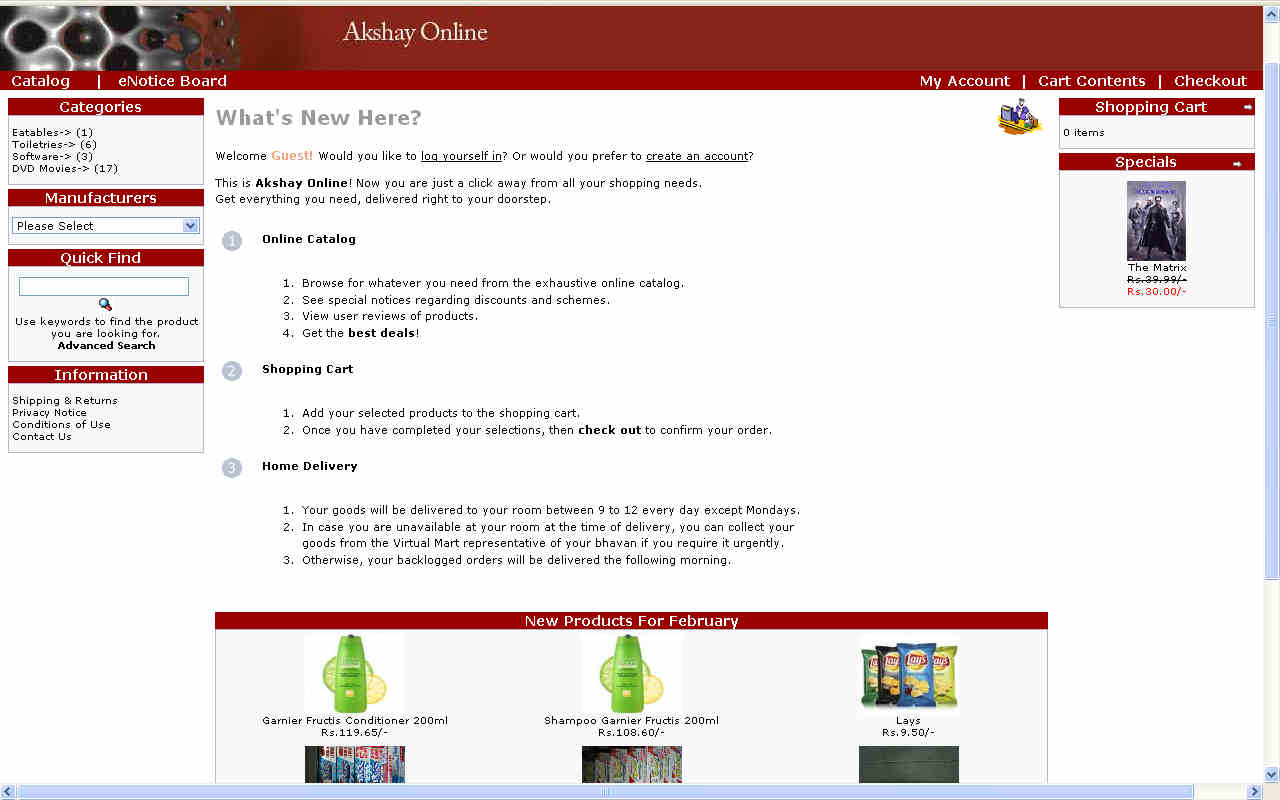 Akshay Online
Catalog | eNotice Board
My Account | Cart Contents | Checkout
Categories
Eatables-> (1)
Toiletries-> (6)
Software-> (3)
DVD Movies-> (17)
Manufacturers
Please Select
Quick Find
Use keywords to find the product
you are looking for.
Advanced Search
Information
Shipping & Returns
Privacy Notice
Conditions of Use
Contact Us
What's New Here?
Welcome Guest! Would you like to log yourself in? Or would you prefer to create an account?
This is Akshay Online! Now you are just a click away from all your shopping needs.
Get everything you need, delivered right to your doorstep.
1 Online Catalog
1. Browse for whatever you need from the exhaustive online catalog.
2. See special notices regarding discounts and schemes.
3. View user reviews of products.
4. Get the best deals!
2 Shopping Cart
1. Add your selected products to the shopping cart.
2. Once you have completed your selections, then check out to confirm your order.
3 Home Delivery
1. Your goods will be delivered to your room between 9 to 12 every day except Mondays.
2. In case you are unavailable at your room at the time of delivery, you can collect your
goods from the Virtual Mart representative of your bhavan if you require it urgently.
3. Otherwise, your backlogged orders will be delivered the following morning.
New Products For February
Garnier Fructis Conditioner 200ml
Rs.119.65/-
Shampoo Garnier Fructis 200ml
Rs.108.60/-
Lays
Lays
Rs.9.50/-
Shopping Cart
0 items
Specials
The Matrix
Rs.39.99/-
Rs.30.00/-